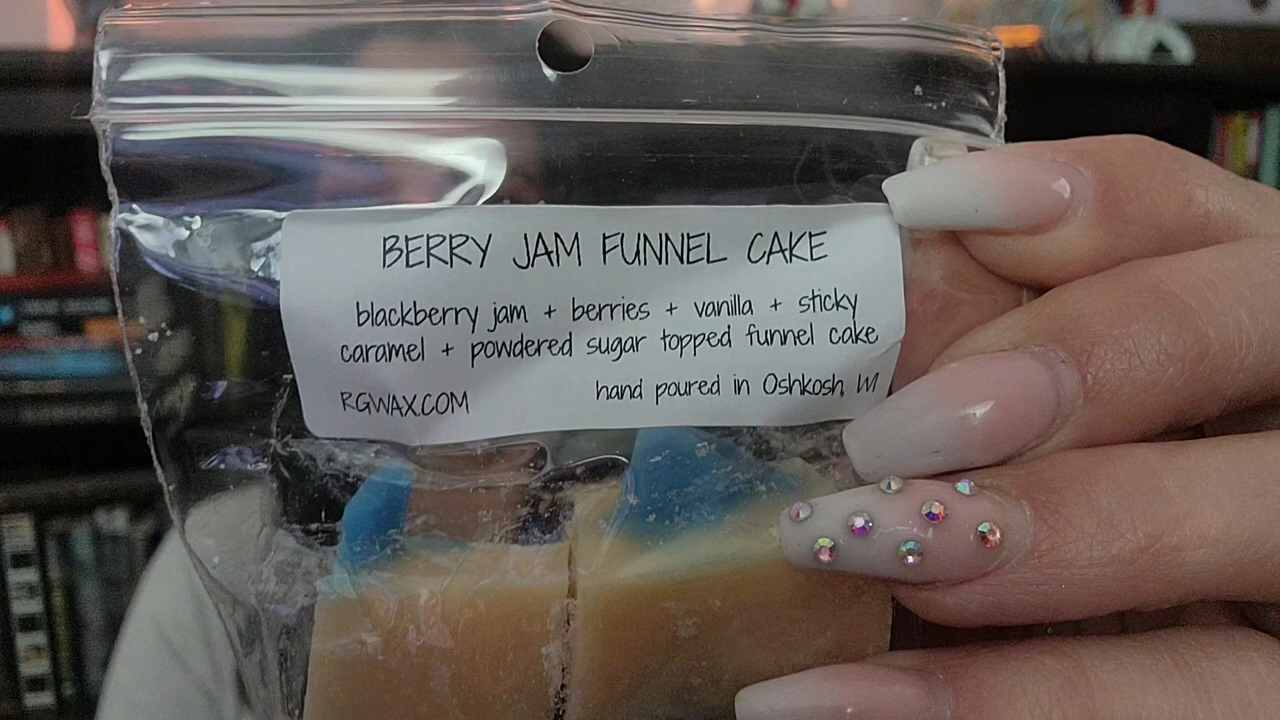 BERRY JAM FUNNEL CAKE
blackberry jam + berries + vanilla + sticky
caramel + powdered sugar topped funnel cake
RGWAX.COM hand poured in Oshkosh, WI